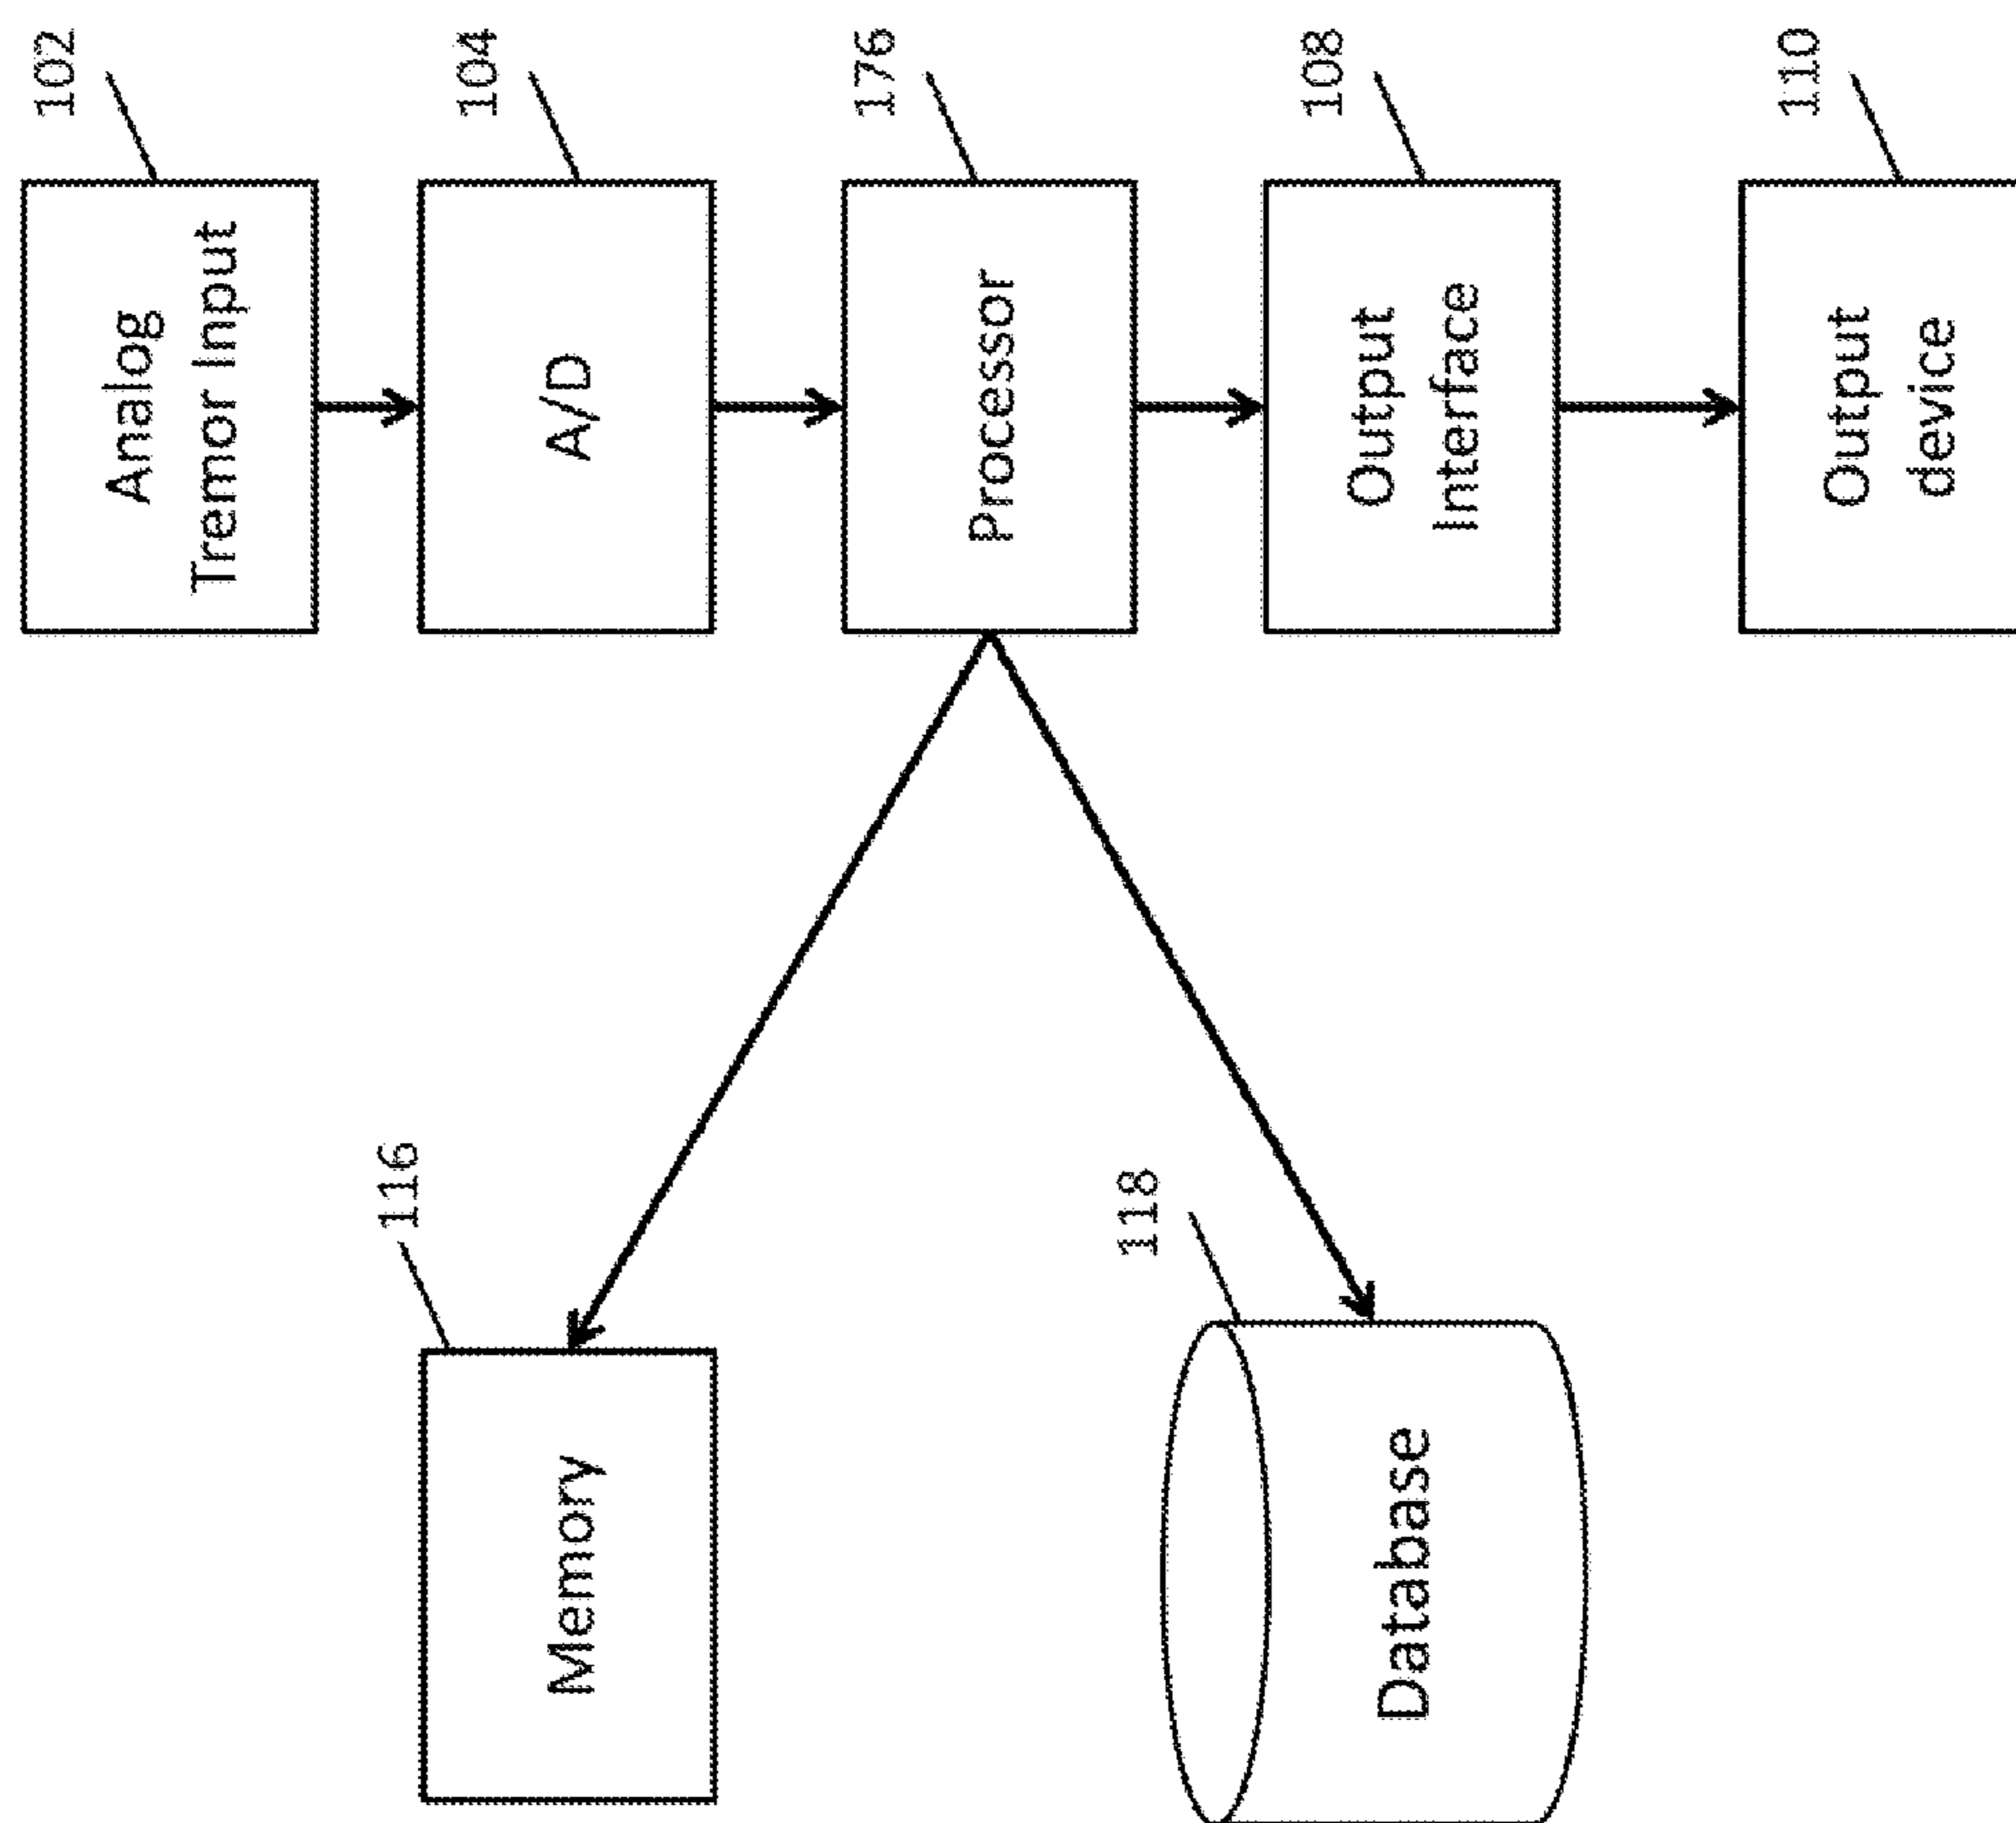 102
Analog
Tremor Input
104
A/D
176
Processor
108
Output
Interface
110
Output
device
116
Memory
118
Database